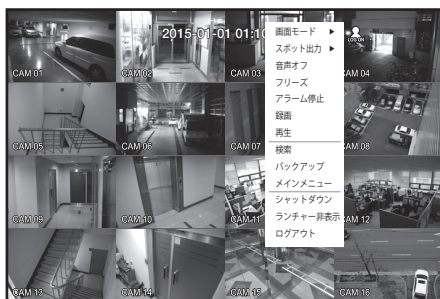 2015-01-01 01:10
LOG ON
CAM 01
CAM 02
CAM 03
CAM 04
画面モード
スポット出力
音声オフ
フリーズ
アラーム停止
録画
再生
検索
バックアップ
メインメニュー
シャットダウン
ランチャー非表示
ログアウト
CAM 05
CAM 06
CAM 07
CAM 08
CAM 09
CAM 10
CAM 11
CAM 12
CAM 13
CAM 14
CAM 15
CAM 16